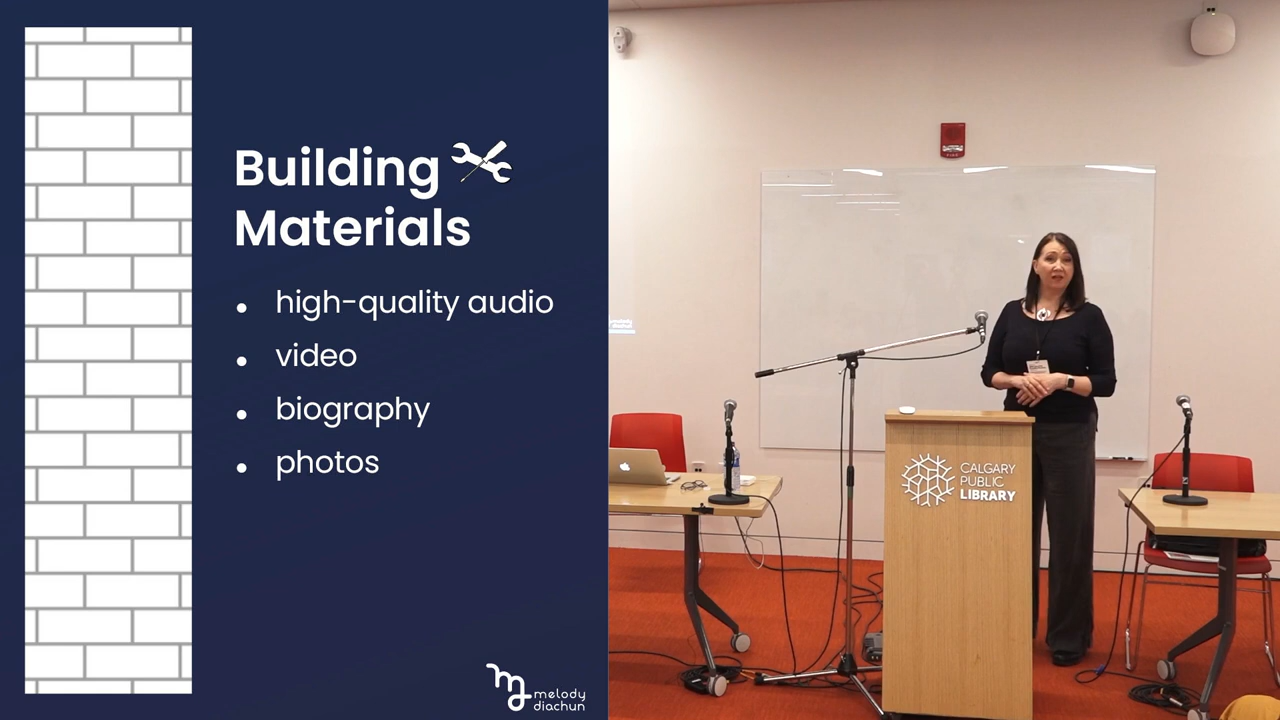 Building
Materials
• high-quality audio
• video
• biography
• photos
melody
diachun
CALGARY
PUBLIC
LIBRARY